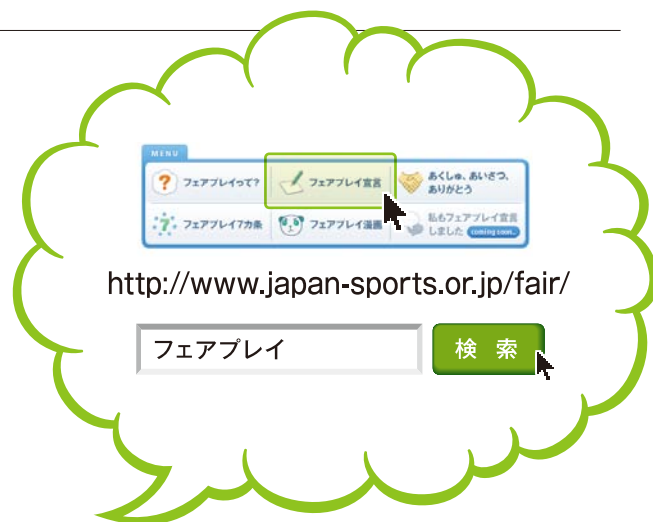 MENU
フェアプレイって?
フェアプレイ宣言
あくしゅ、あいさつ、
ありがとう
フェアプレイ7カ条
フェアプレイ漫画
私もフェアプレイ宣言
しました coming soon...
http://www.japan-sports.or.jp/fair/
フェアプレイ
検 索